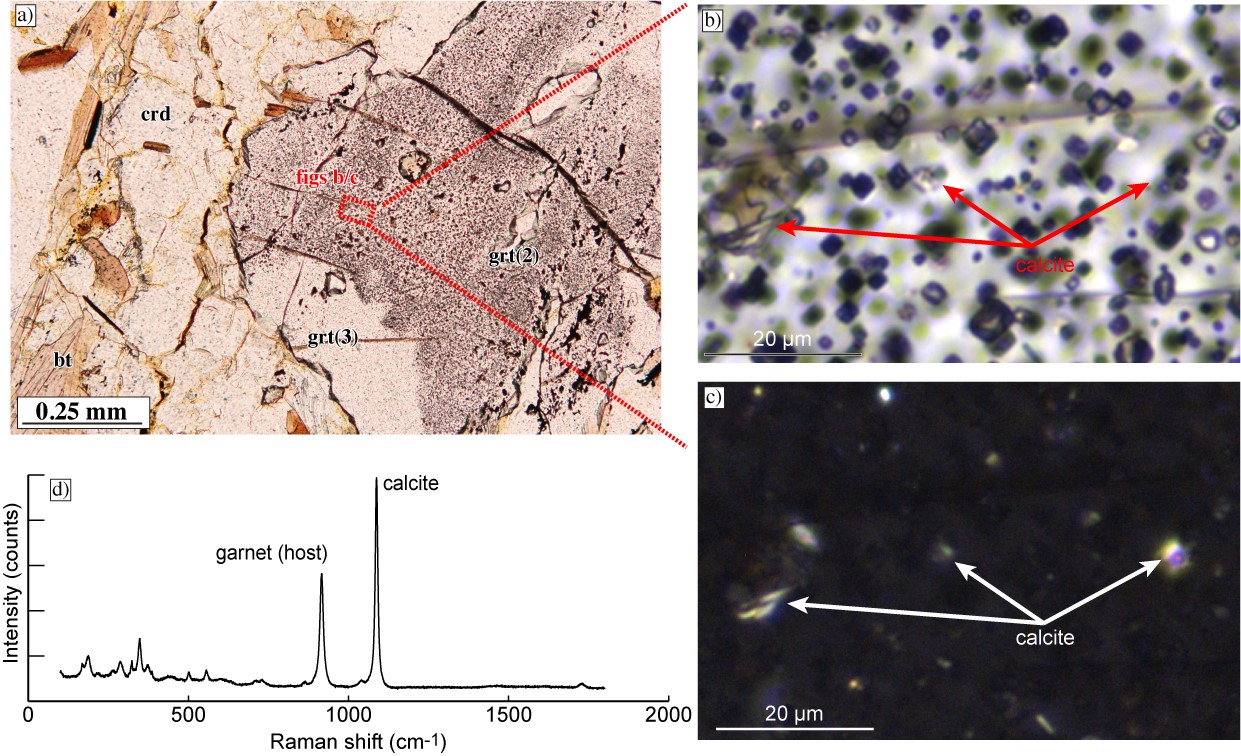 a)
crd
figs b/c
grt(2)
grt(3)
bt
0.25 mm
b)
calcite
20 µm
c)
calcite
20 µm
d)
calcite
garnet (host)
Intensity (counts)
0
500
1000
1500
2000
Raman shift (cm-1)